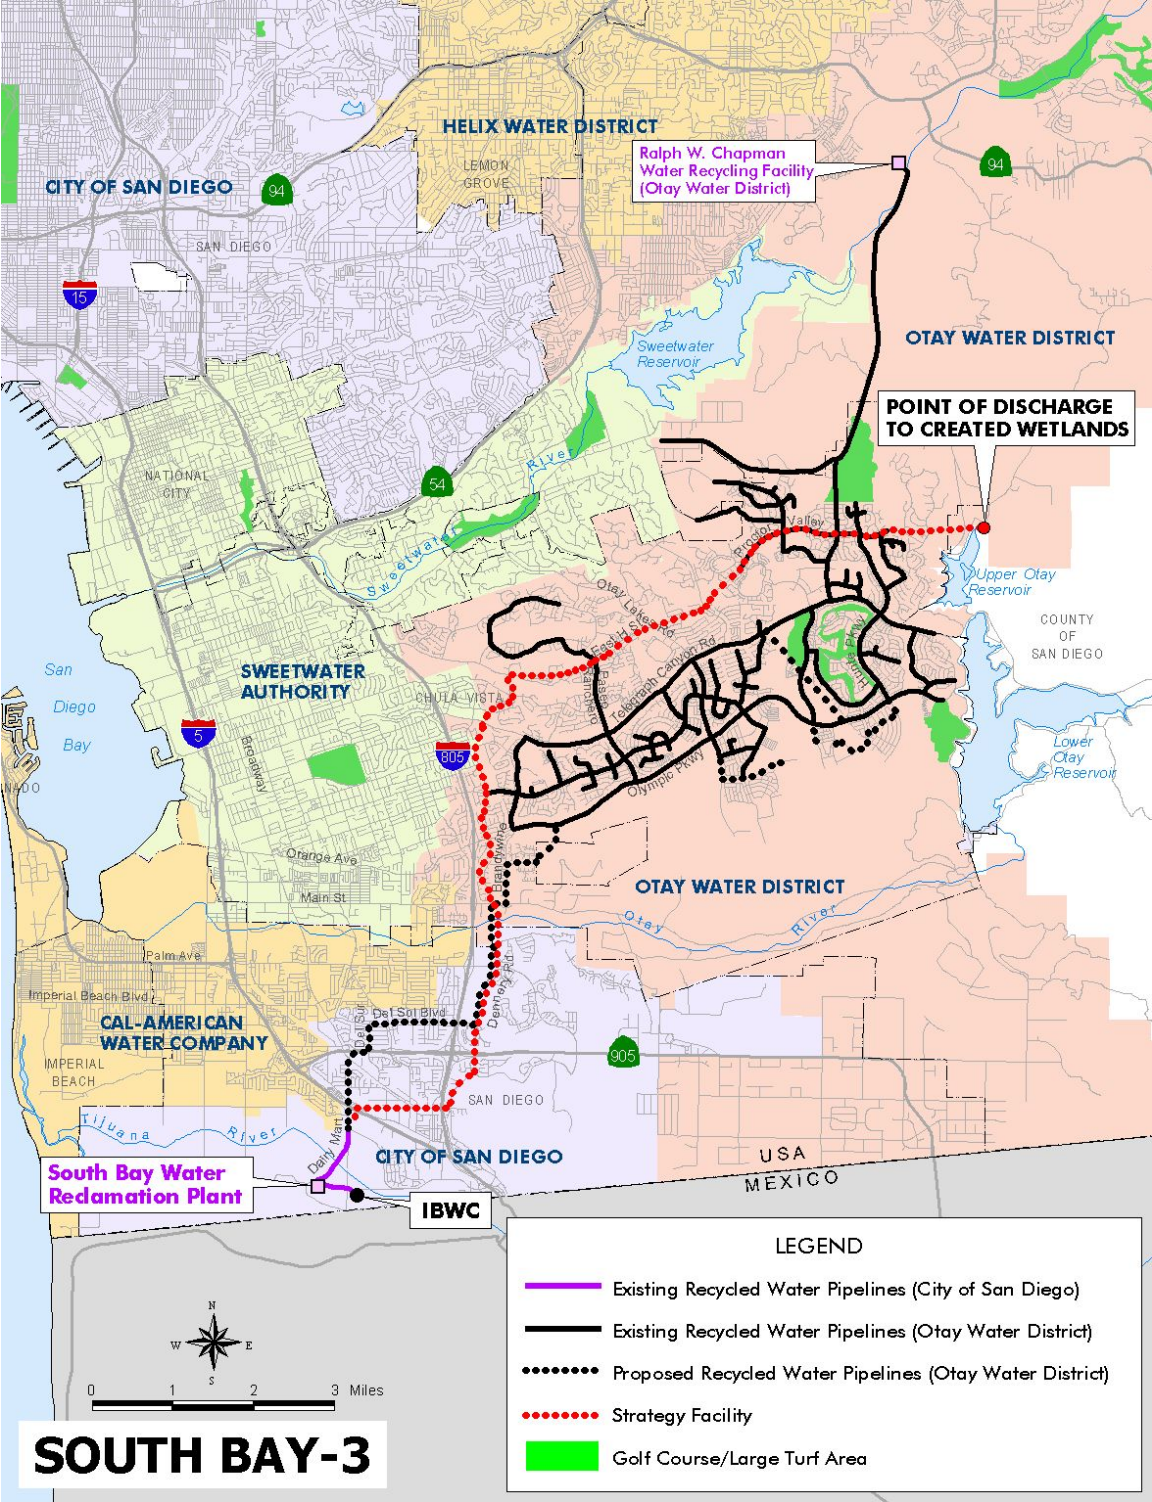 HELIX WATER DISTRICT
LEMON
GROVE
Ralph W. Chapman
Water Recycling Facility
(Otay Water District)
94
CITY OF SAN DIEGO
94
SAN DIEGO
15
OTAY WATER DISTRICT
Sweetwater
Reservoir
POINT OF DISCHARGE
TO CREATED WETLANDS
River
NATIONAL
CITY
54
Sweetwater
Proctor Valley
Upper Otay
Reservoir
Otay Lakes Rd
East H St
COUNTY
OF
SAN DIEGO
Hunte Pkwy
Telegraph Canyon Rd
Paseo
Ranchero
San
Diego
Bay
SWEETWATER
AUTHORITY
CHULA VISTA
5
Broadway
805
Lower
Otay
Reservoir
NADO
Olympic Pkwy
Brandywine
Orange Ave
Main St
OTAY WATER DISTRICT
Otay
River
Palm Ave
Dennery Rd
Imperial Beach Blvd
Del Sol Blvd
Del Sur
CAL-AMERICAN
WATER COMPANY
905
IMPERIAL
BEACH
SAN DIEGO
Tijuana
River
Dairy Mart
CITY OF SAN DIEGO
USA
MEXICO
South Bay Water
Reclamation Plant
IBWC
LEGEND
Existing Recycled Water Pipelines (City of San Diego)
Existing Recycled Water Pipelines (Otay Water District)
Proposed Recycled Water Pipelines (Otay Water District)
Strategy Facility
Golf Course/Large Turf Area
N
W E
S
0 1 2 3 Miles
SOUTH BAY-3